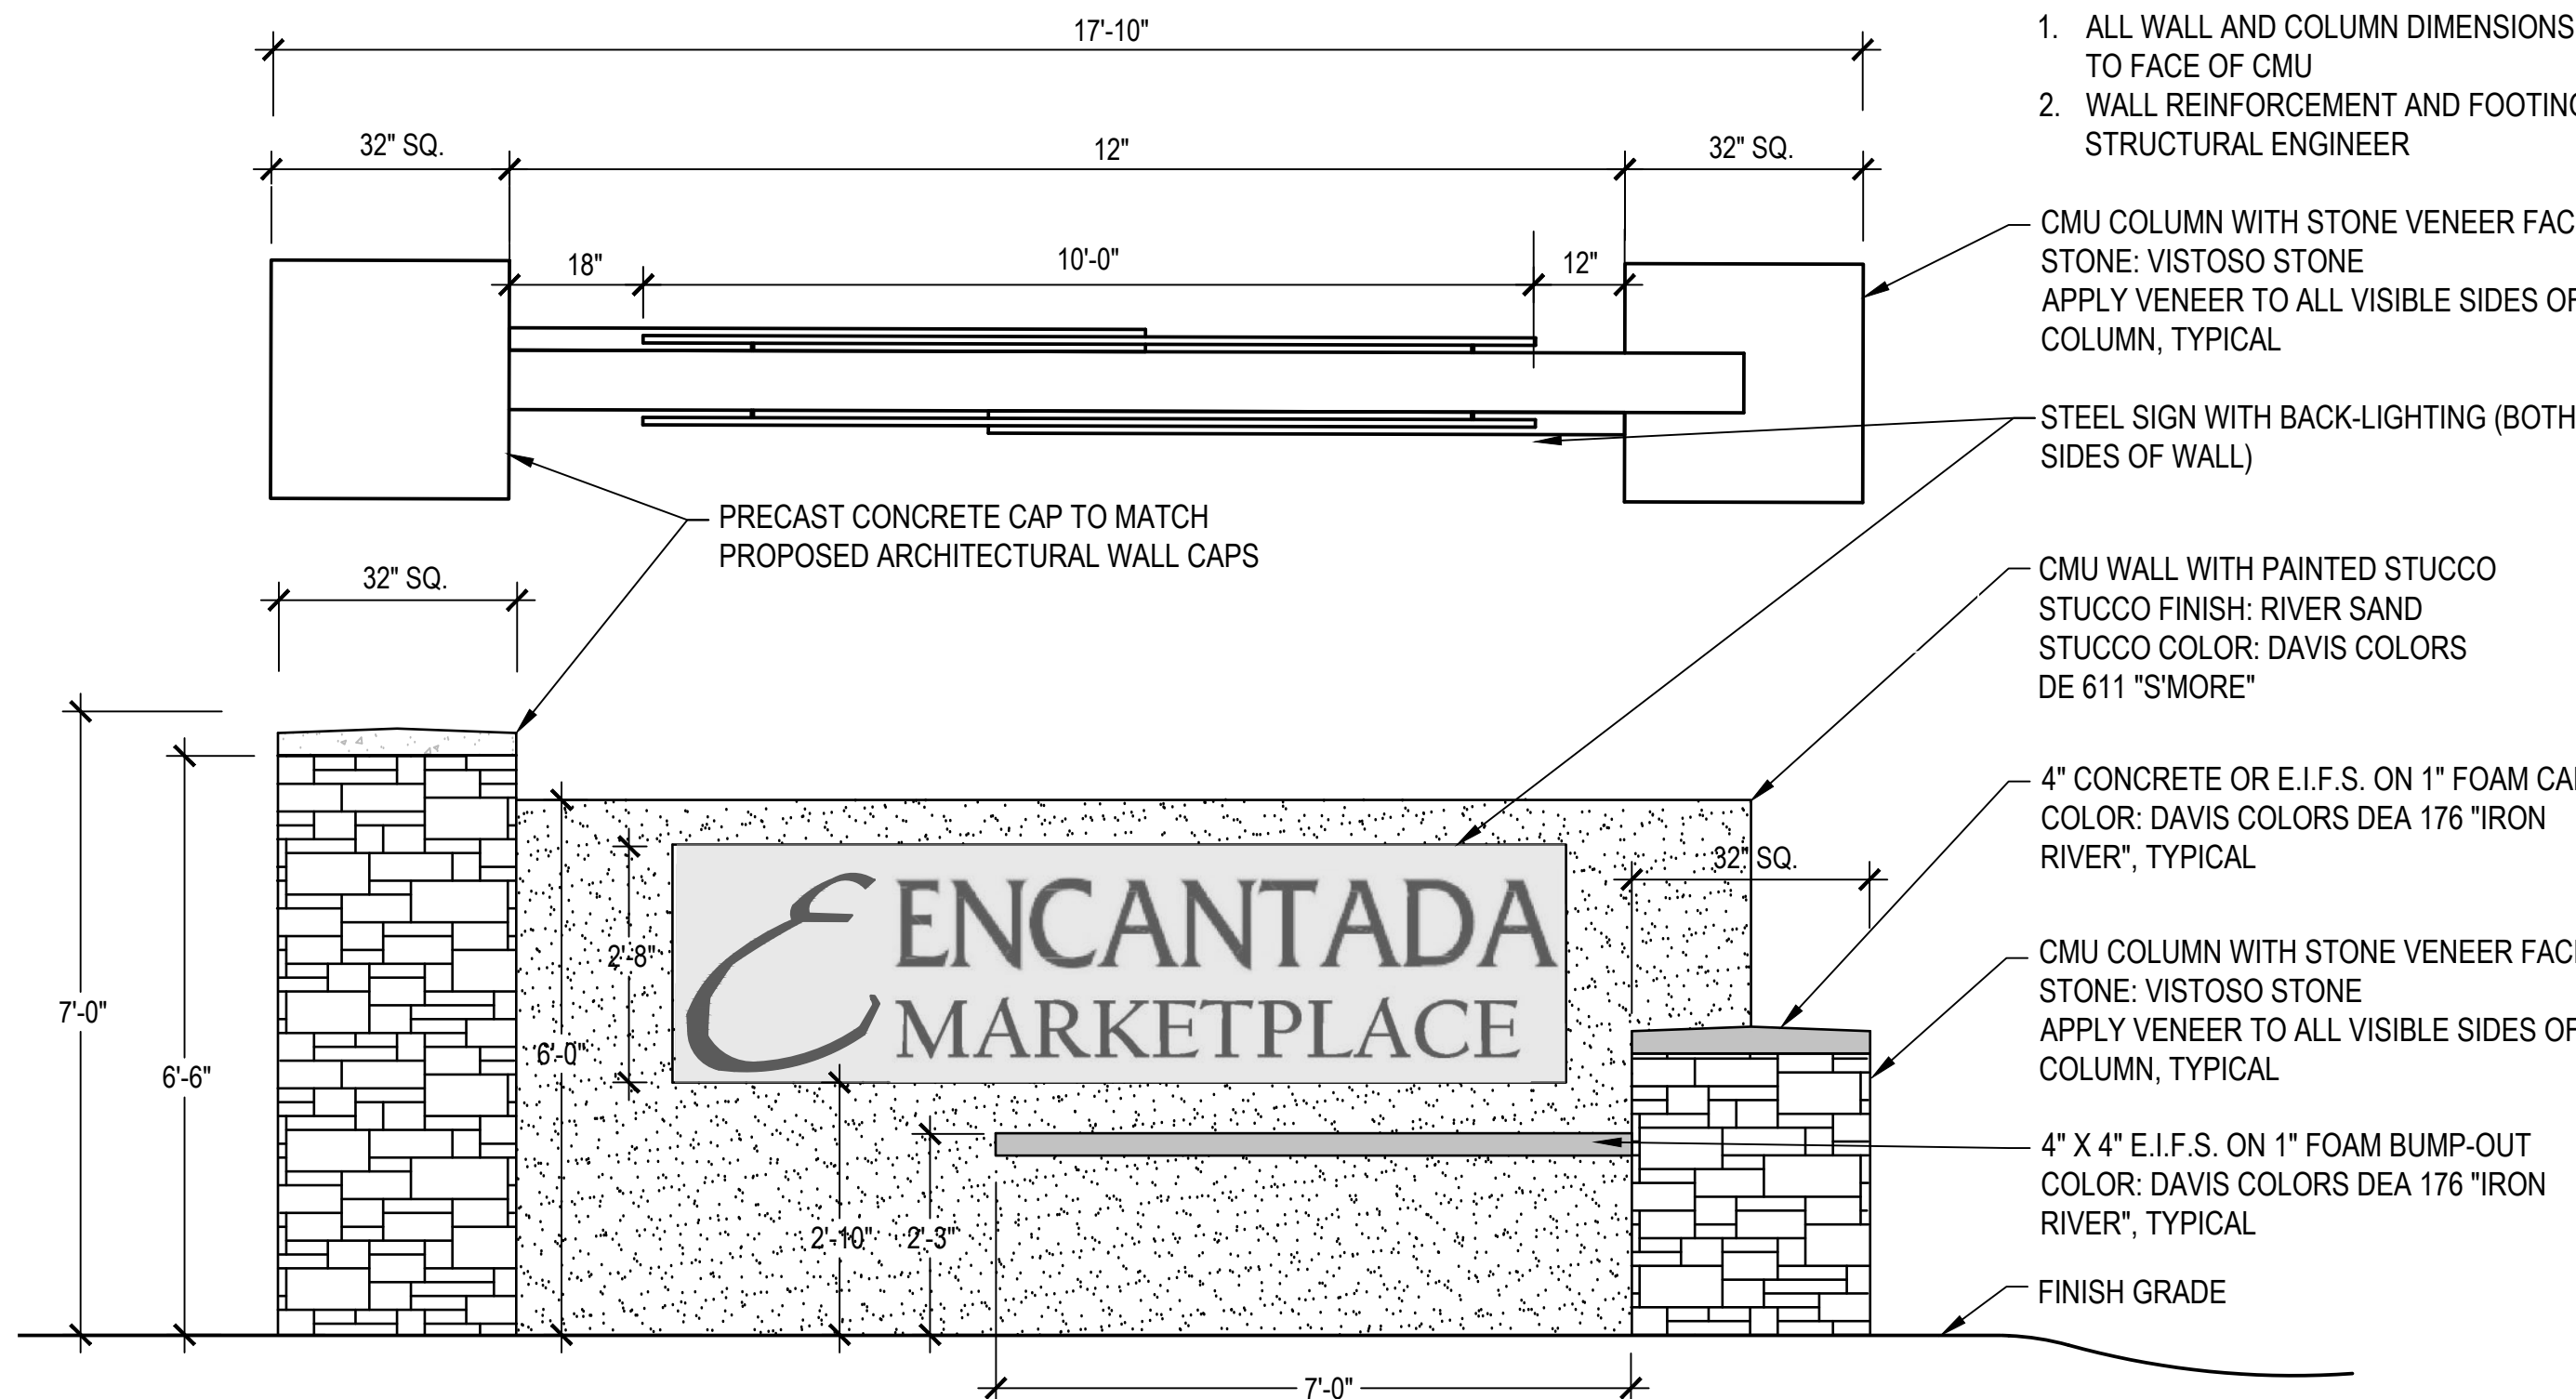 17'-10"
1. ALL WALL AND COLUMN DIMENSIONS
TO FACE OF CMU
2. WALL REINFORCEMENT AND FOOTING
STRUCTURAL ENGINEER
32" SQ.
12"
32" SQ.
18"
10'-0"
12"
CMU COLUMN WITH STONE VENEER FAC
STONE: VISTOSO STONE
APPLY VENEER TO ALL VISIBLE SIDES OF
COLUMN, TYPICAL
STEEL SIGN WITH BACK-LIGHTING (BOTH
SIDES OF WALL)
PRECAST CONCRETE CAP TO MATCH
PROPOSED ARCHITECTURAL WALL CAPS
32" SQ.
CMU WALL WITH PAINTED STUCCO
STUCCO FINISH: RIVER SAND
STUCCO COLOR: DAVIS COLORS
DE 611 "S'MORE"
4" CONCRETE OR E.I.F.S. ON 1" FOAM CA
COLOR: DAVIS COLORS DEA 176 "IRON
RIVER", TYPICAL
32" SQ.
E ENCANTADA
MARKETPLACE
2'-8"
7'-0"
6'-6"
6'-0"
CMU COLUMN WITH STONE VENEER FAC
STONE: VISTOSO STONE
APPLY VENEER TO ALL VISIBLE SIDES OF
COLUMN, TYPICAL
4" X 4" E.I.F.S. ON 1" FOAM BUMP-OUT
COLOR: DAVIS COLORS DEA 176 "IRON
RIVER", TYPICAL
2'-10"
2'-3"
FINISH GRADE
7'-0"